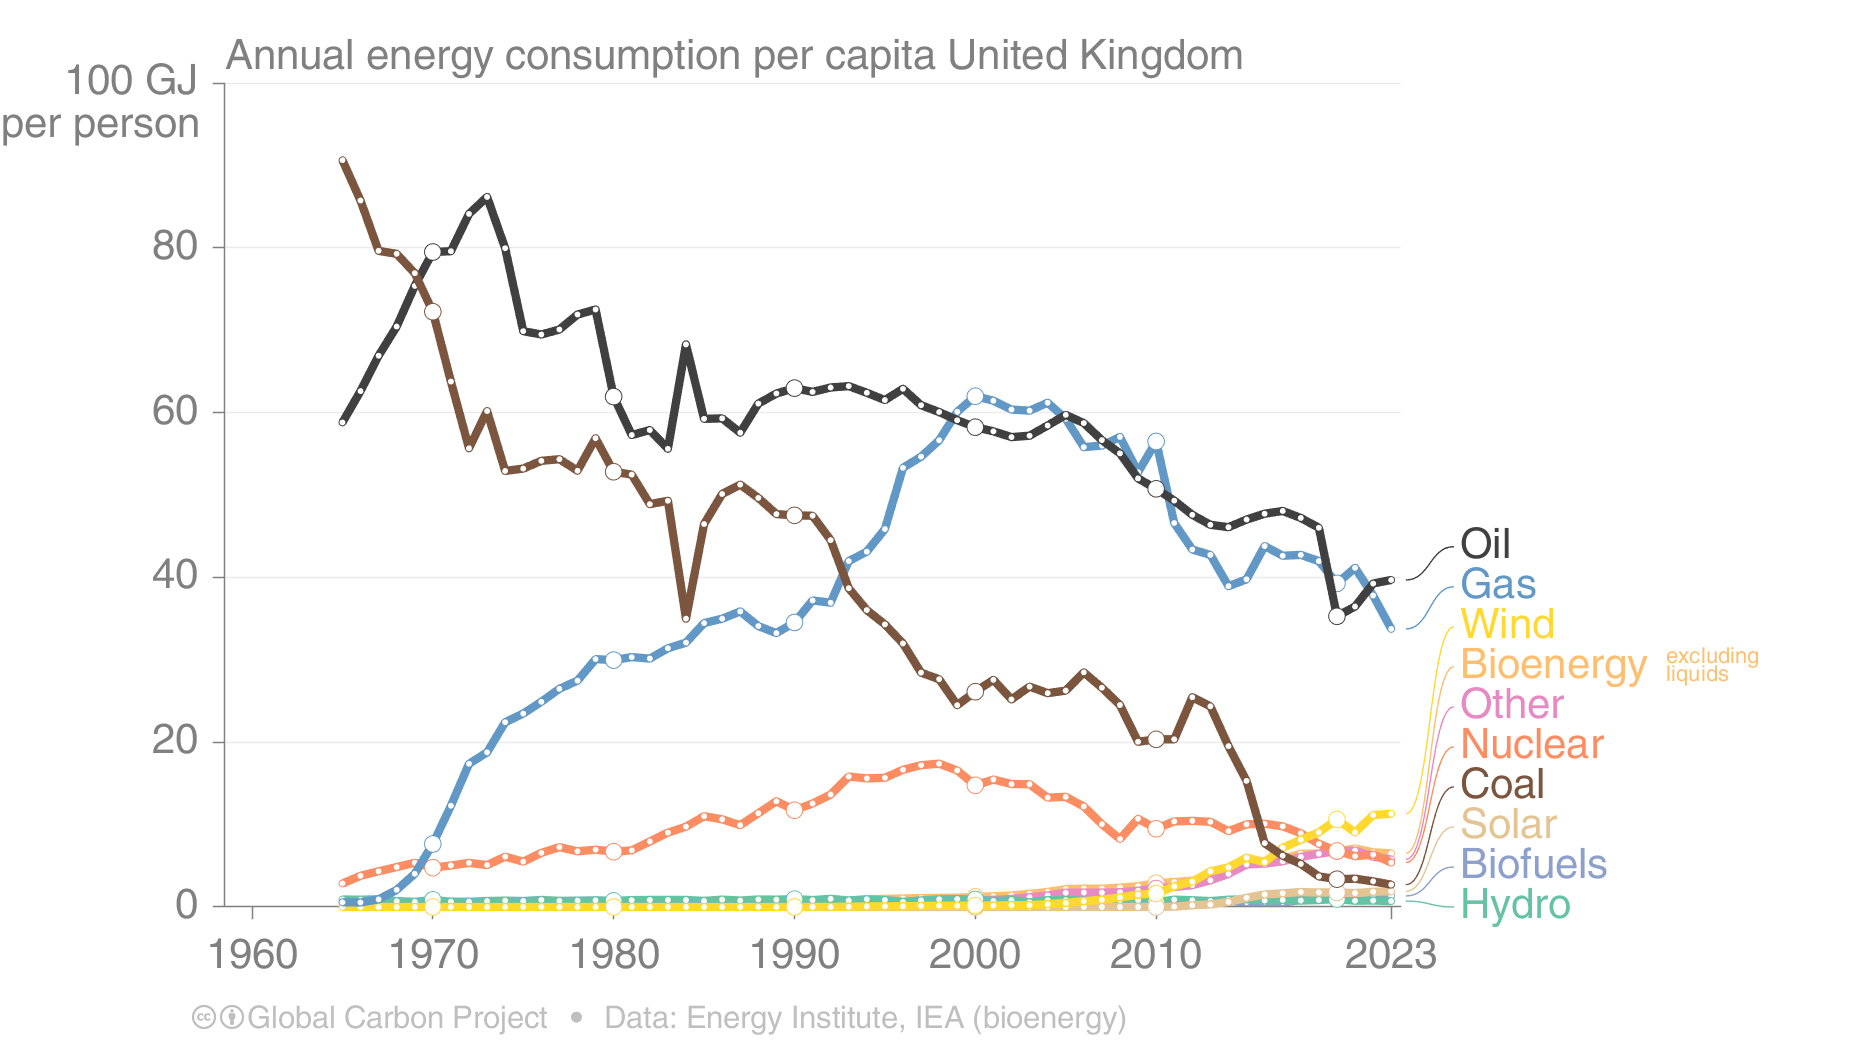 Annual energy consumption per capita United Kingdom
100 GJ
per person
80
60
40
20
0
1960 1970 1980 1990 2000 2010 2023
Oil
Gas
Wind
Bioenergy excluding liquids
Other
Nuclear
Coal
Solar
Biofuels
Hydro
cc Global Carbon Project • Data: Energy Institute, IEA (bioenergy)